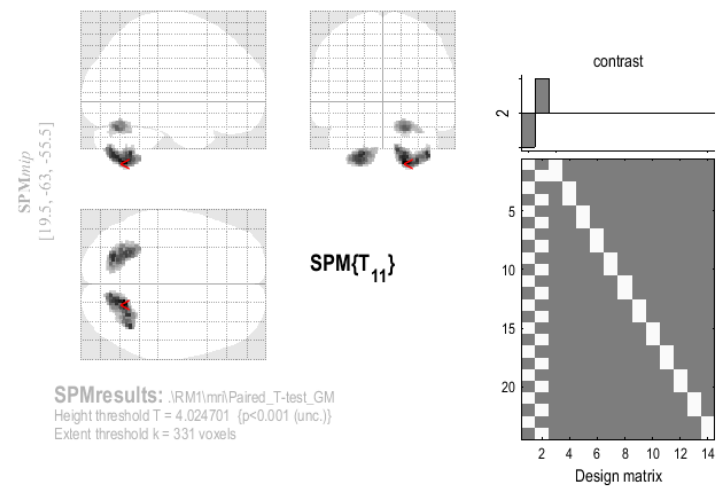 contrast
2
SPMmip
[19.5, -63, -55.5]
SPM{T11}
5
10
15
20
2 4 6 8 10 12 14
Design matrix
SPMresults: .\RM1\mri\Paired_T-test_GM
Height threshold T = 4.024701 {p<0.001 (unc.)}
Extent threshold k = 331 voxels